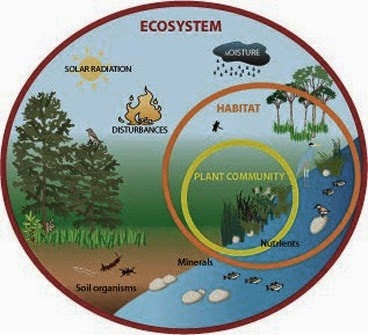 ECOSYSTEM
MOISTURE
SOLAR RADIATION
HABITAT
DISTURBANCES
PLANT COMMUNITY
Nutrients
Minerals
Soil organisms